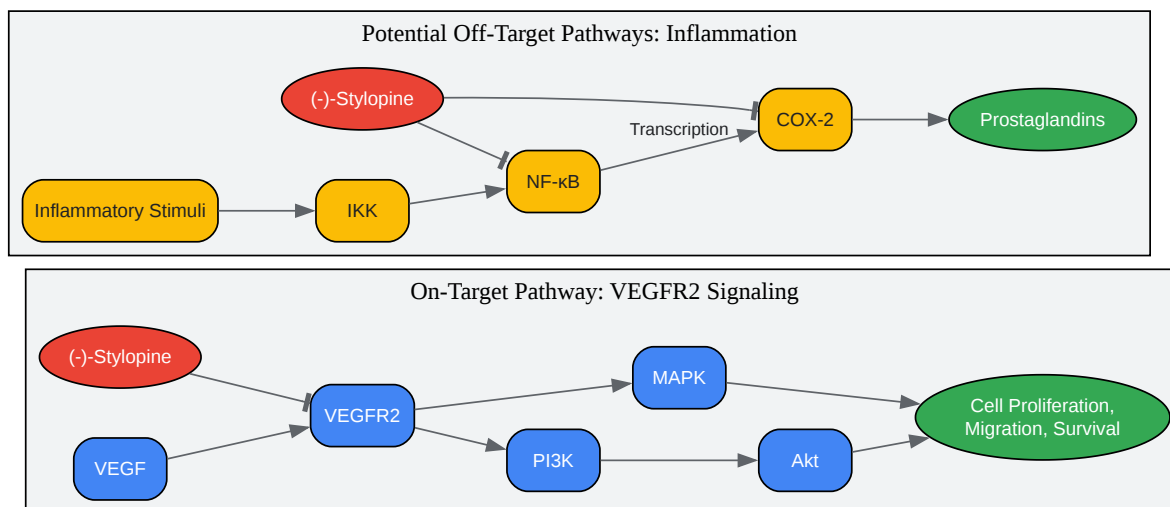 Potential Off-Target Pathways: Inflammation
(-)-Stylopine
COX-2
Prostaglandins
Transcription
NF-κB
Inflammatory Stimuli
IKK
On-Target Pathway: VEGFR2 Signaling
(-)-Stylopine
MAPK
VEGFR2
Cell Proliferation,
Migration, Survival
VEGF
PI3K
Akt